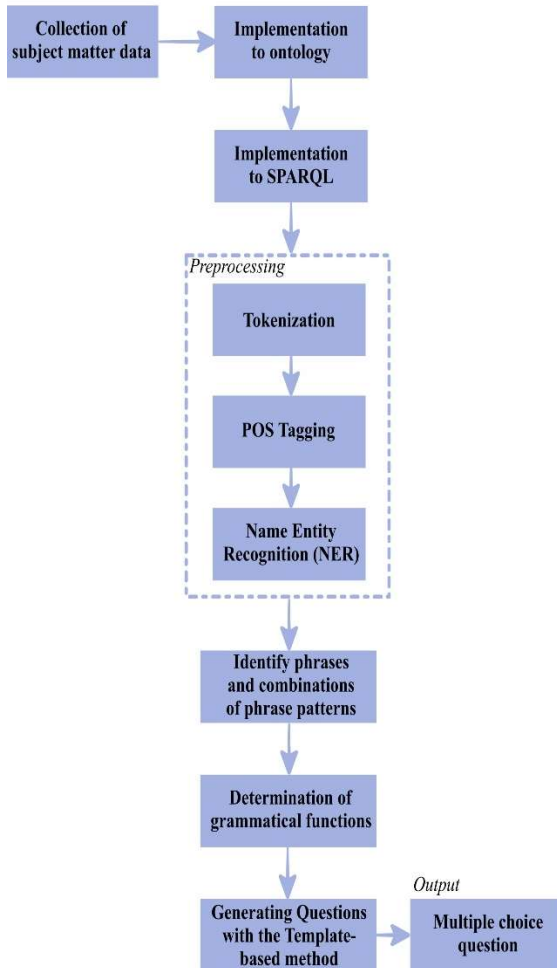 Collection of
subject matter data
Implementation
to ontology
Implementation
to SPARQL
Preprocessing
Tokenization
POS Tagging
Name Entity
Recognition (NER)
Identify phrases
and combinations
of phrase patterns
Determination of
grammatical functions
Generating Questions
with the Template-
based method
Output
Multiple choice
question